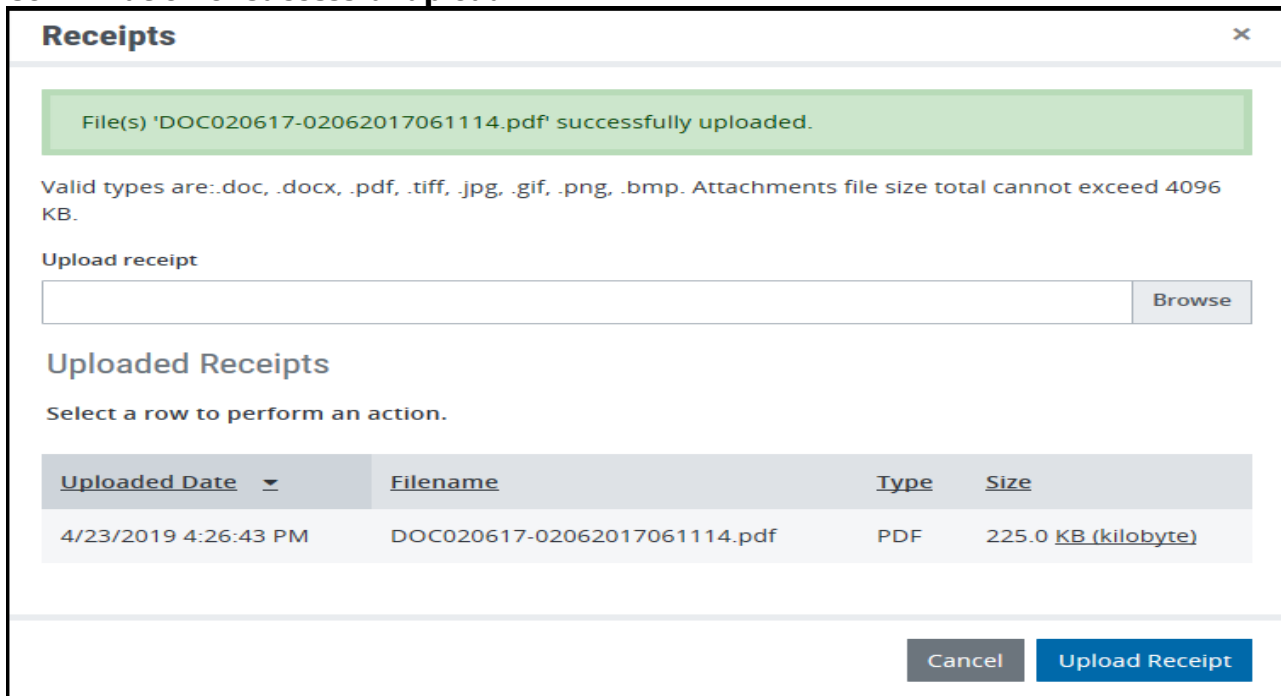 Receipts ×
File(s) 'DOC020617-02062017061114.pdf' successfully uploaded.
Valid types are:.doc, .docx, .pdf, .tiff, .jpg, .gif, .png, .bmp. Attachments file size total cannot exceed 4096
KB.
Upload receipt
Browse
Uploaded Receipts
Select a row to perform an action.
Uploaded Date Filename Type Size
4/23/2019 4:26:43 PM DOC020617-02062017061114.pdf PDF 225.0 KB (kilobyte)
Cancel Upload Receipt